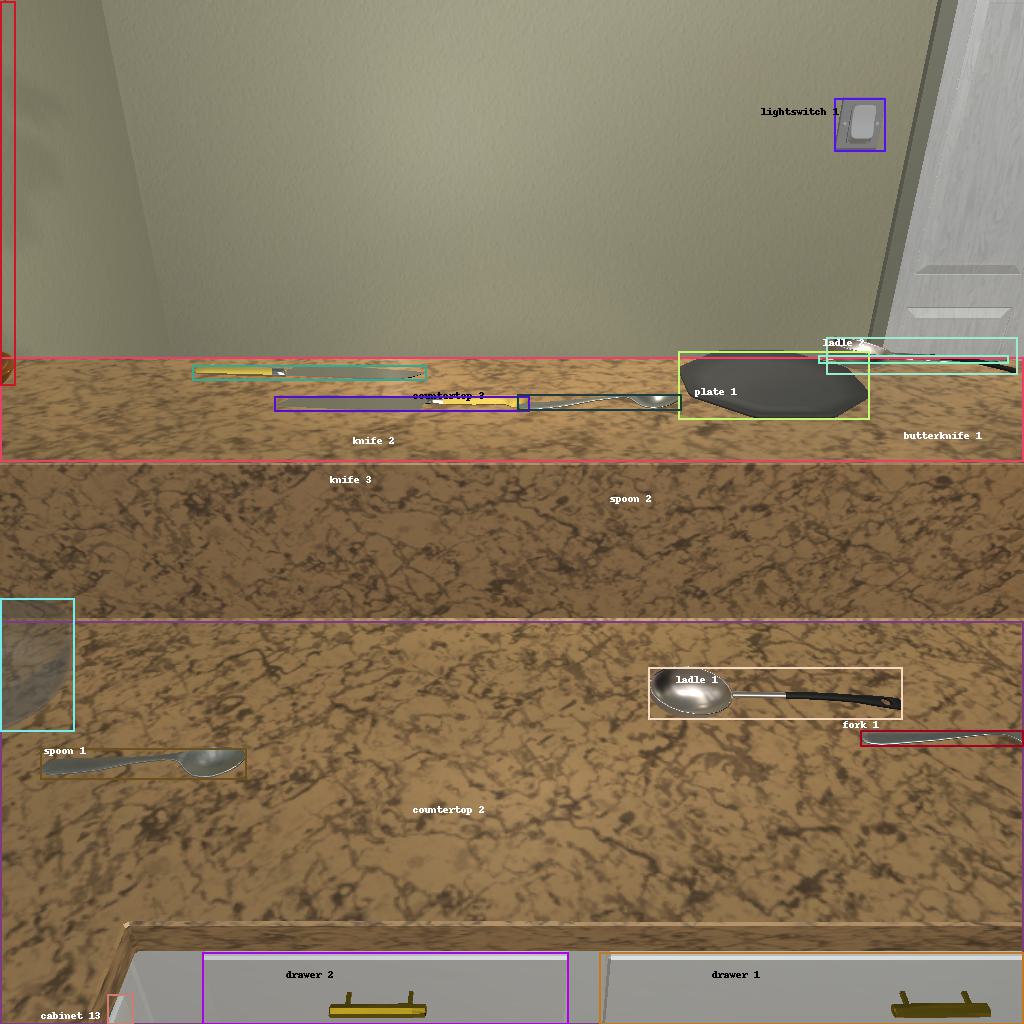 lightswitch 1
ladle 2
plate 1
countertop 3
butterknife 1
knife 2
knife 3
spoon 2
ladle 1
fork 1
spoon 1
countertop 2
drawer 2
drawer 1
cabinet 13